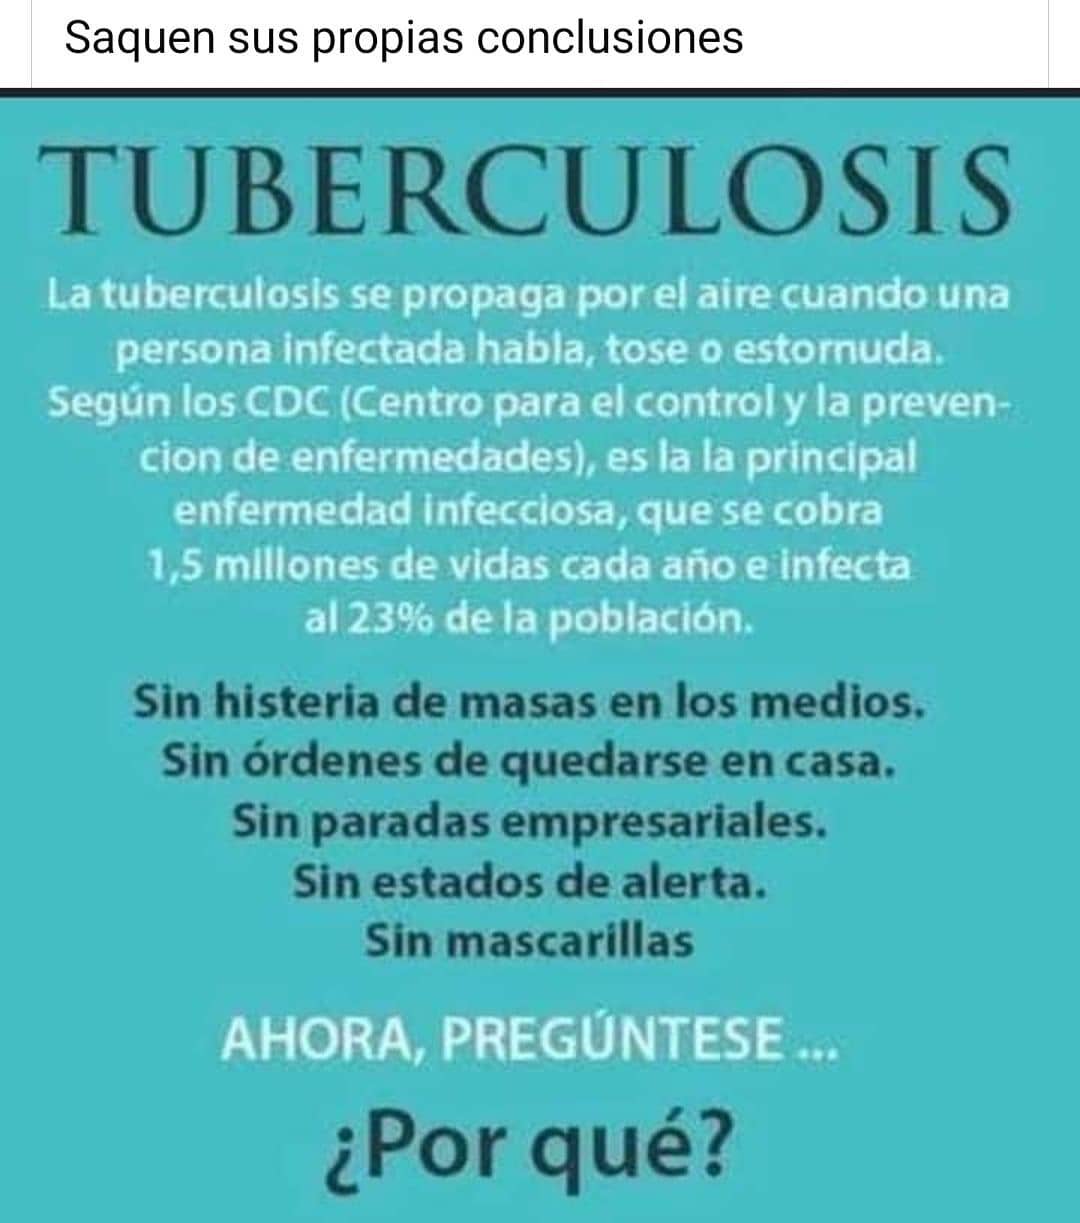 Saquen sus propias conclusiones
TUBERCULOSIS
La tuberculosis se propaga por el aire cuando una
persona infectada habla, tose o estornuda.
Según los CDC (Centro para el control y la preven-
cion de enfermedades), es la la principal
enfermedad infecciosa, que se cobra
1,5 millones de vidas cada año e infecta
al 23% de la población.
Sin histeria de masas en los medios.
Sin órdenes de quedarse en casa.
Sin paradas empresariales.
Sin estados de alerta.
Sin mascarillas
AHORA, PREGÚNTESE ...
¿Por qué?